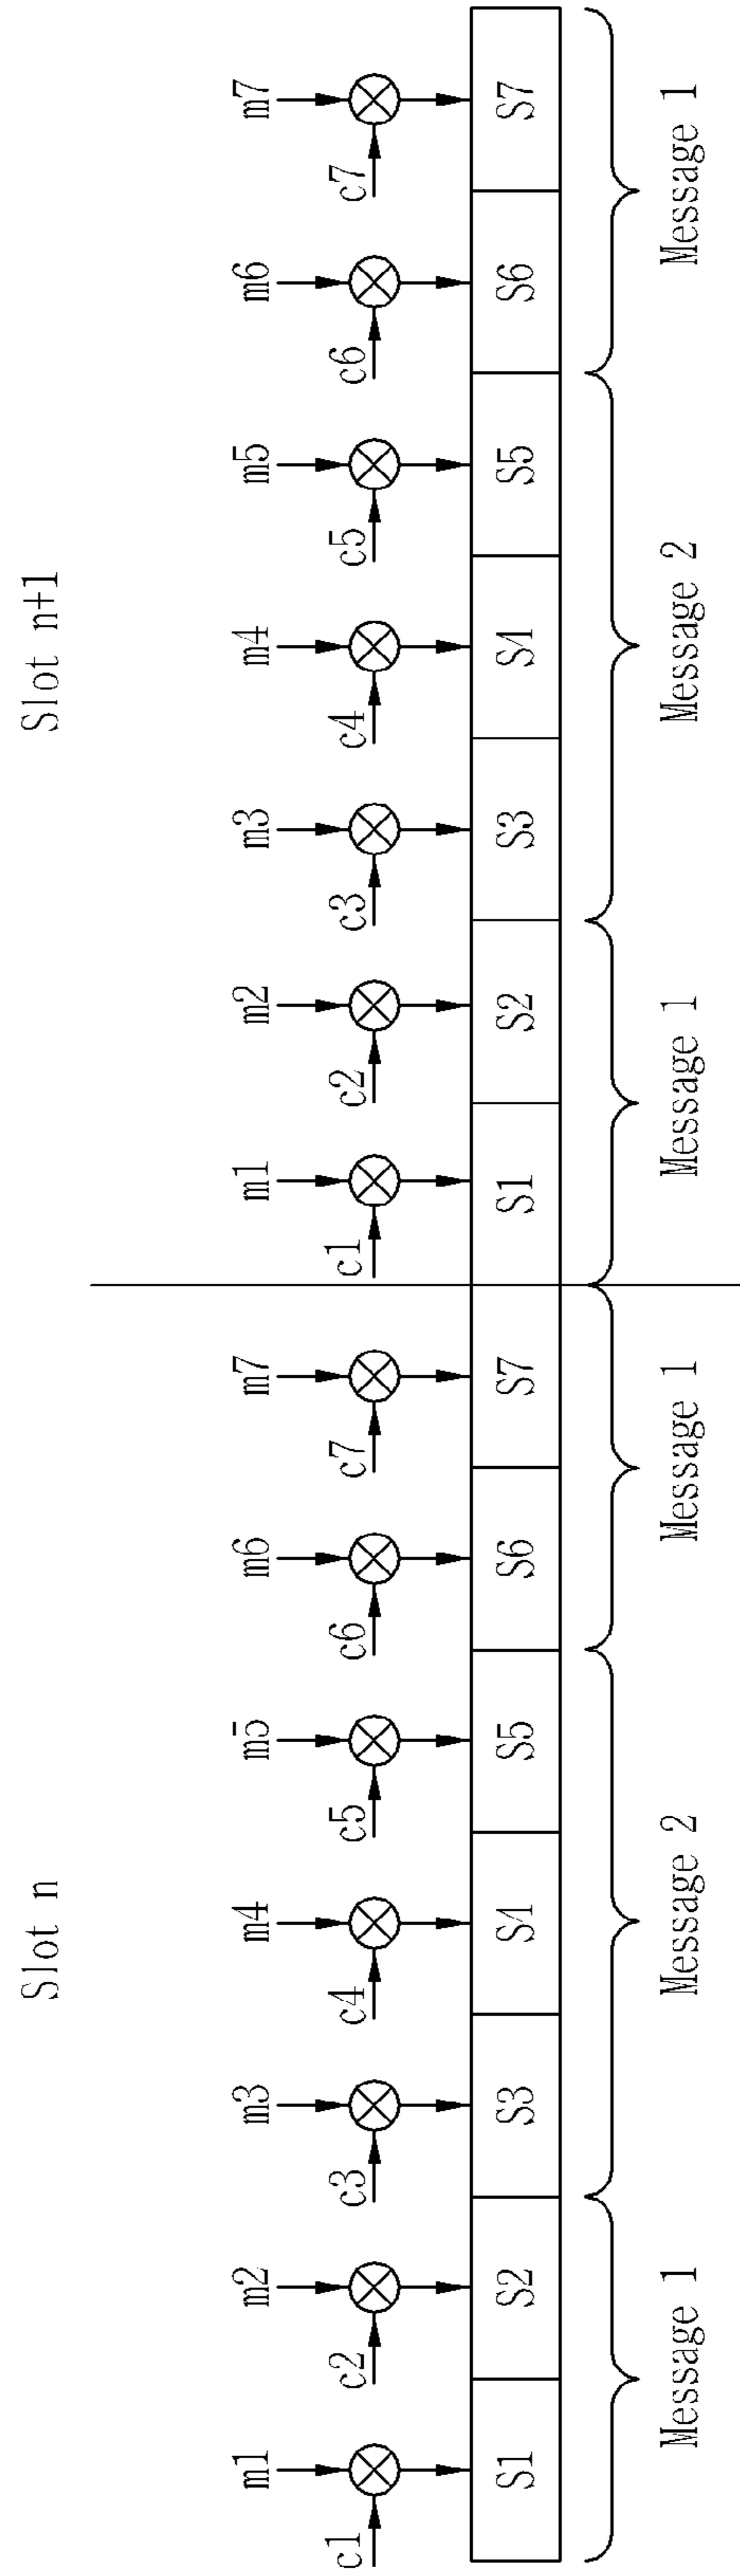 Slot n
Slot n+1
m1 m2 m3 m4 m5 m6 m7 m1 m2 m3 m4 m5 m6 m7
c1 c2 c3 c4 c5 c6 c7 c1 c2 c3 c4 c5 c6 c7
S1 S2 S3 S4 S5 S6 S7 S1 S2 S3 S4 S5 S6 S7
Message 1 Message 2 Message 1 Message 1 Message 2 Message 1